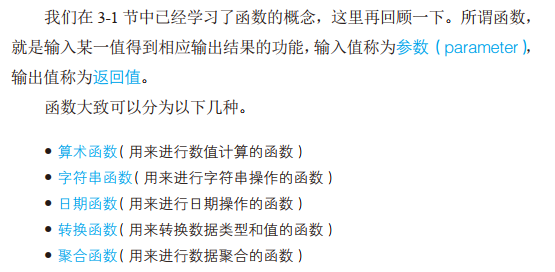 我们在 3-1 节中已经学习了函数的概念，这里再回顾一下。所谓函数，
就是输入某一值得到相应输出结果的功能，输入值称为参数（parameter），
输出值称为返回值。
函数大致可以分为以下几种。
● 算术函数（用来进行数值计算的函数）
● 字符串函数（用来进行字符串操作的函数）
● 日期函数（用来进行日期操作的函数）
● 转换函数（用来转换数据类型和值的函数）
● 聚合函数（用来进行数据聚合的函数）